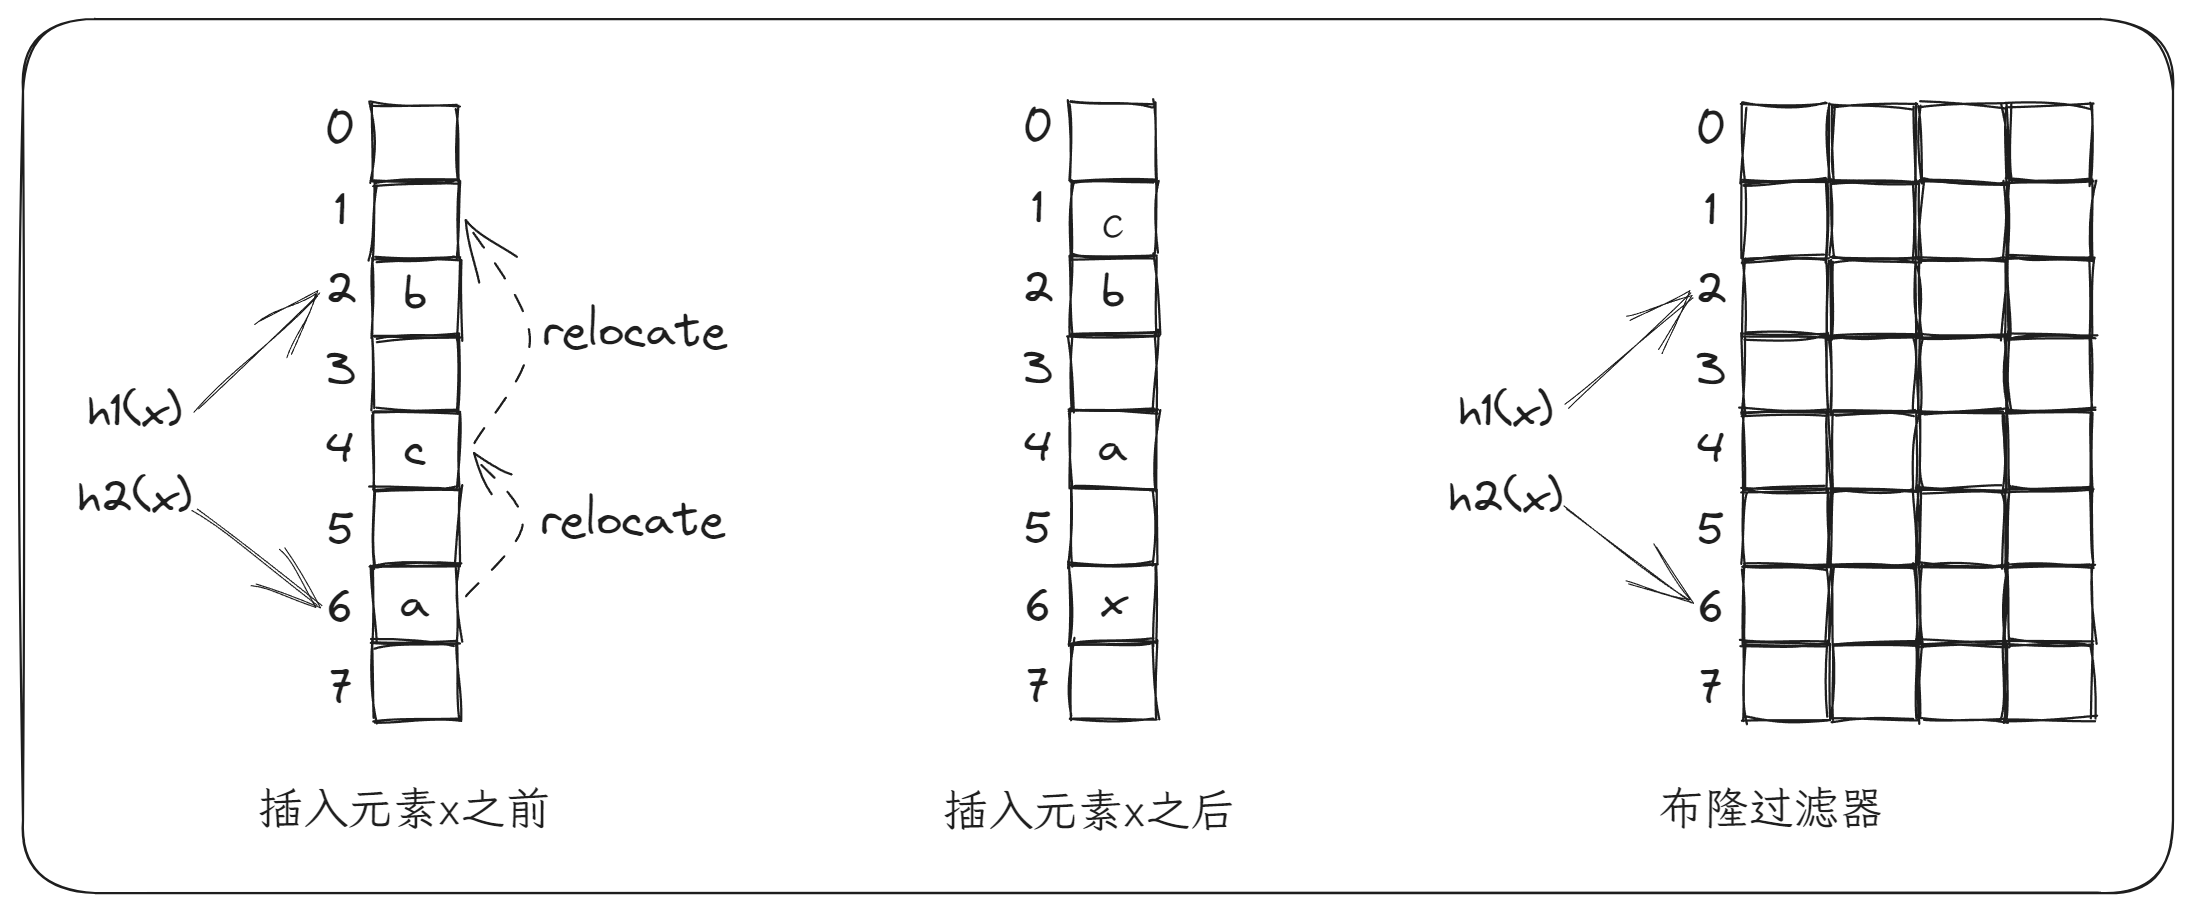 0
1
2 b
3
4 c
5
6 a
7
h1(x)
h2(x)
relocate
relocate
插入元素x之前
0
1 c
2 b
3
4 a
5
6 x
7
插入元素x之后
0
1
2
3
4
5
6
7
h1(x)
h2(x)
布隆过滤器